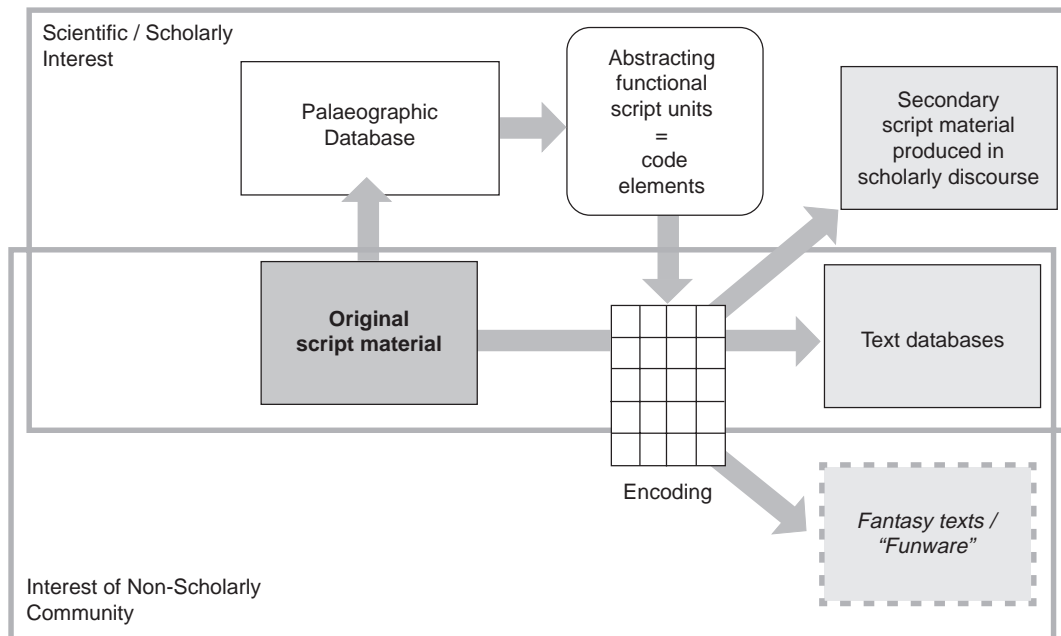 Scientific / Scholarly
Interest
Palaeographic
Database
Abstracting
functional
script units
=
code
elements
Secondary
script material
produced in
scholarly discourse
Original
script material
Text databases
Encoding
Fantasy texts /
“Funware”
Interest of Non-Scholarly
Community